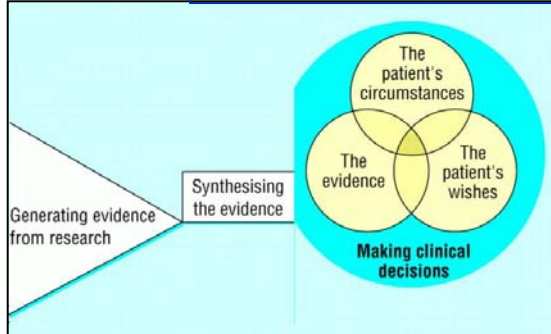 Generating evidence
from research
Synthesising
the evidence
The
patient's
circumstances
The
evidence
The
patient's
wishes
Making clinical
decisions